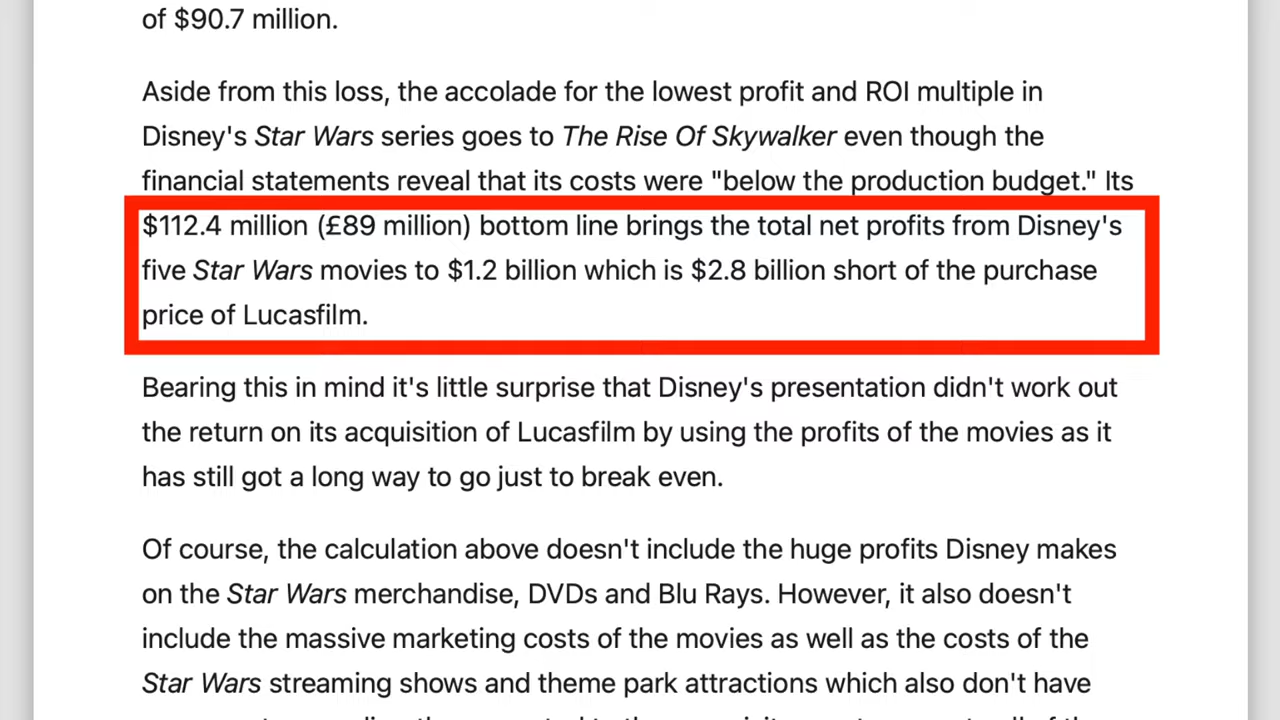 of $90.7 million.
Aside from this loss, the accolade for the lowest profit and ROI multiple in
Disney's Star Wars series goes to The Rise Of Skywalker even though the
financial statements reveal that its costs were "below the production budget." Its
$112.4 million (£89 million) bottom line brings the total net profits from Disney's
five Star Wars movies to $1.2 billion which is $2.8 billion short of the purchase
price of Lucasfilm.
Bearing this in mind it's little surprise that Disney's presentation didn't work out
the return on its acquisition of Lucasfilm by using the profits of the movies as it
has still got a long way to go just to break even.
Of course, the calculation above doesn't include the huge profits Disney makes
on the Star Wars merchandise, DVDs and Blu Rays. However, it also doesn't
include the massive marketing costs of the movies as well as the costs of the
Star Wars streaming shows and theme park attractions which also don't have